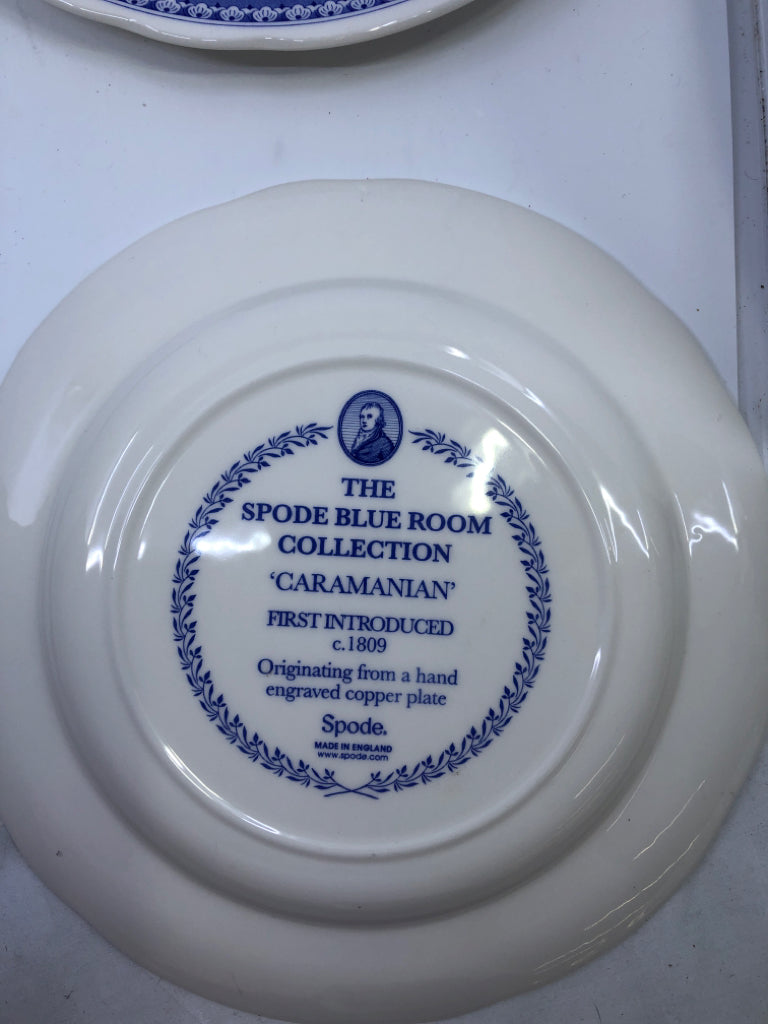 THE
SPODE BLUE ROOM
COLLECTION
‘CARAMANIAN’
FIRST INTRODUCED
c.1809
Originating from a hand
engraved copper plate
Spode.
MADE IN ENGLAND
www.spode.com